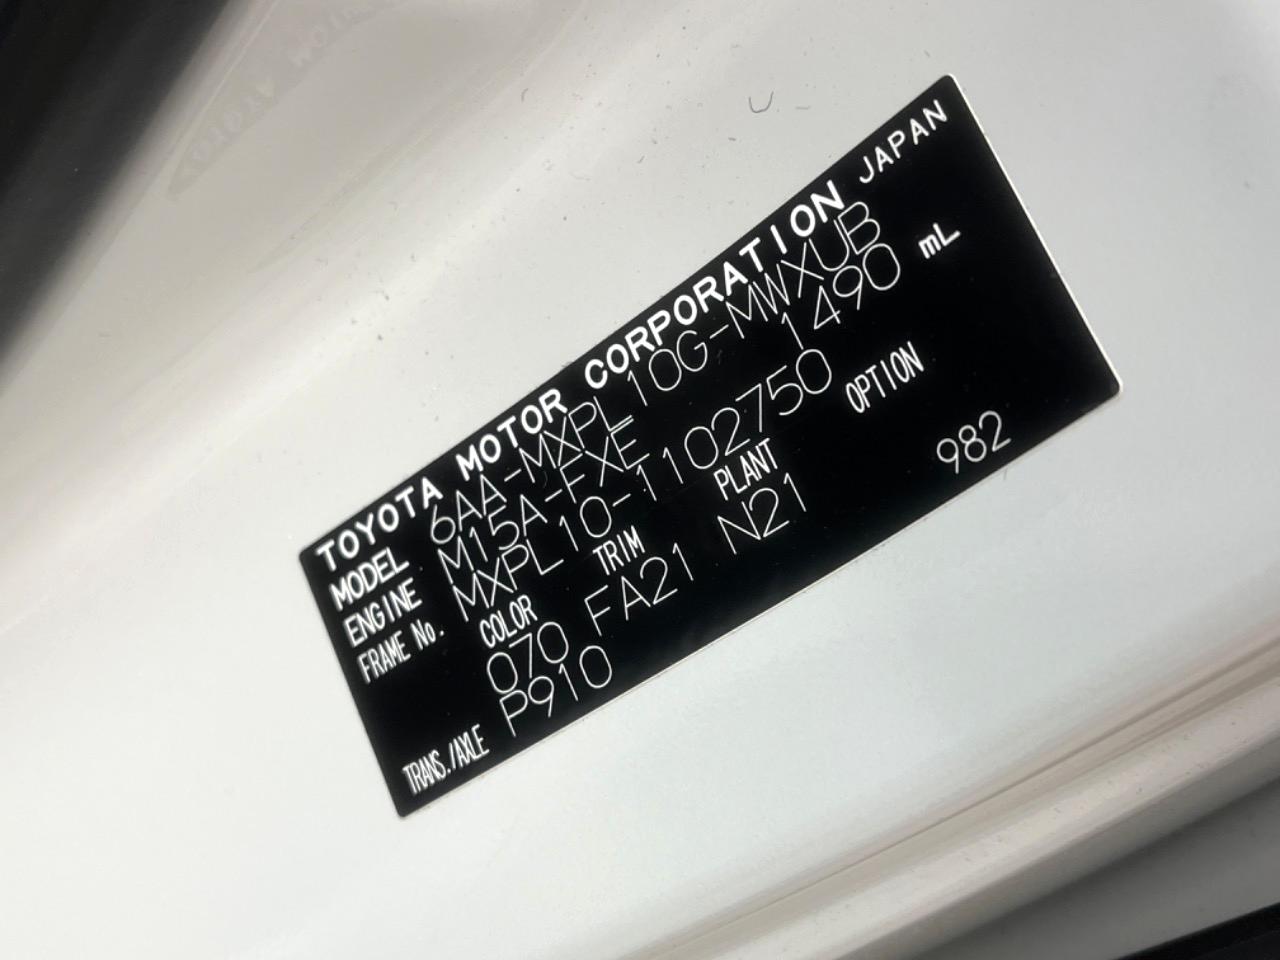 TOYOTA MOTOR CORPORATION JAPAN
MODEL 6AA-MXPL10G-MWXUB
ENGINE M15A-FXE 1490 mL
FRAME No. MXPL10-1102750
COLOR TRIM PLANT OPTION
070 FA21 N21 982
TRANS./AXLE P910